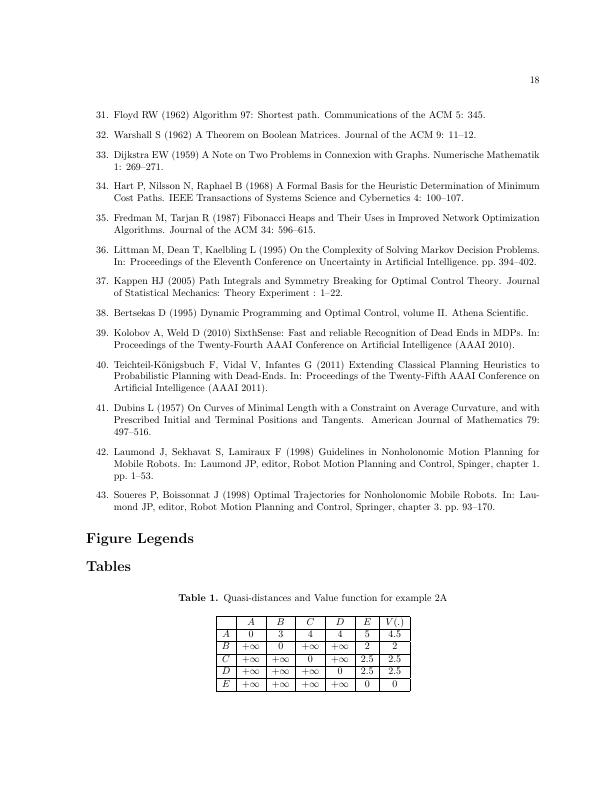 18
31. Floyd RW (1962) Algorithm 97: Shortest path. Communications of the ACM 5: 345.
32. Warshall S (1962) A Theorem on Boolean Matrices. Journal of the ACM 9: 11–12.
33. Dijkstra EW (1959) A Note on Two Problems in Connexion with Graphs. Numerische Mathematik
1: 269–271.
34. Hart P, Nilsson N, Raphael B (1968) A Formal Basis for the Heuristic Determination of Minimum
Cost Paths. IEEE Transactions of Systems Science and Cybernetics 4: 100–107.
35. Fredman M, Tarjan R (1987) Fibonacci Heaps and Their Uses in Improved Network Optimization
Algorithms. Journal of the ACM 34: 596–615.
36. Littman M, Dean T, Kaelbling L (1995) On the Complexity of Solving Markov Decision Problems.
In: Proceedings of the Eleventh Conference on Uncertainty in Artificial Intelligence. pp. 394–402.
37. Kappen HJ (2005) Path Integrals and Symmetry Breaking for Optimal Control Theory. Journal
of Statistical Mechanics: Theory Experiment : 1–22.
38. Bertsekas D (1995) Dynamic Programming and Optimal Control, volume II. Athena Scientific.
39. Kolobov A, Weld D (2010) SixthSense: Fast and reliable Recognition of Dead Ends in MDPs. In:
Proceedings of the Twenty-Fourth AAAI Conference on Artificial Intelligence (AAAI 2010).
40. Teichteil-Königsbuch F, Vidal V, Infantes G (2011) Extending Classical Planning Heuristics to
Probabilistic Planning with Dead-Ends. In: Proceedings of the Twenty-Fifth AAAI Conference on
Artificial Intelligence (AAAI 2011).
41. Dubins L (1957) On Curves of Minimal Length with a Constraint on Average Curvature, and with
Prescribed Initial and Terminal Positions and Tangents. American Journal of Mathematics 79:
497–516.
42. Laumond J, Sekhavat S, Lamiraux F (1998) Guidelines in Nonholonomic Motion Planning for
Mobile Robots. In: Laumond JP, editor, Robot Motion Planning and Control, Spinger, chapter 1.
pp. 1–53.
43. Soueres P, Boissonnat J (1998) Optimal Trajectories for Nonholonomic Mobile Robots. In: Lau-
mond JP, editor, Robot Motion Planning and Control, Springer, chapter 3. pp. 93–170.
Figure Legends
Tables
Table 1. Quasi-distances and Value function for example 2A
A B C D E V(.)
A 0 3 4 4 5 4.5
B +∞ 0 +∞ +∞ 2 2
C +∞ +∞ 0 +∞ 2.5 2.5
D +∞ +∞ +∞ 0 2.5 2.5
E +∞ +∞ +∞ +∞ 0 0